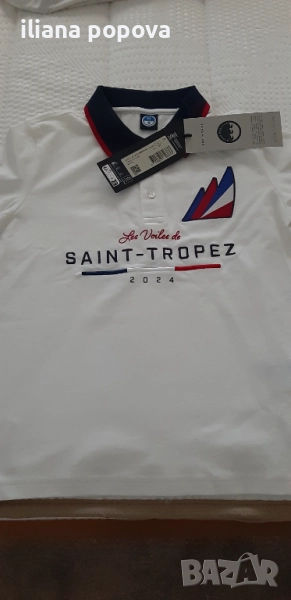 iliana popova
Les Voiles de
SAINT-TROPEZ
2024
BAZAR